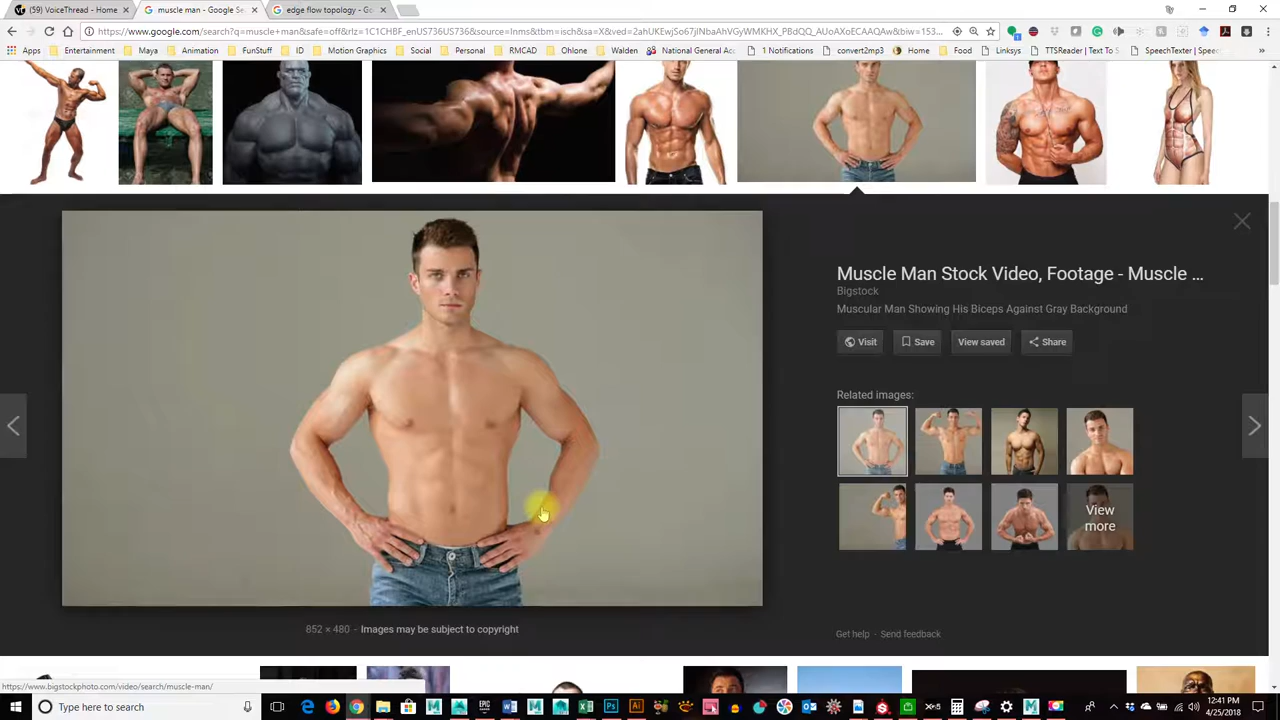 (59) VoiceThread - Home
muscle man - Google Se
edge flow topology - Go
https://www.google.com/search?q=muscle+man&safe=off&rlz=1C1CHBF_enUS736US736&source=lnms&tbm=isch&sa=X&ved=
Apps
Entertainment
Maya
Animation
FunStuff
ID
Motion Graphics
Social
Personal
RMCAD
Ohlone
Walden
National General Acc
1 Notifications
convert2mp3
Home
Food
Linksys
TTSReader | Text To S
SpeechTexter | Speech
Muscle Man Stock Video, Footage - Muscle ...
Bigstock
Muscular Man Showing His Biceps Against Gray Background
Visit
Save
View saved
Share
Related images:
View
more
852 × 480 - Images may be subject to copyright
Get help - Send feedback
https://www.bigstockphoto.com/video/search/muscle-man/
Type here to search
12:41 PM
4/25/2018